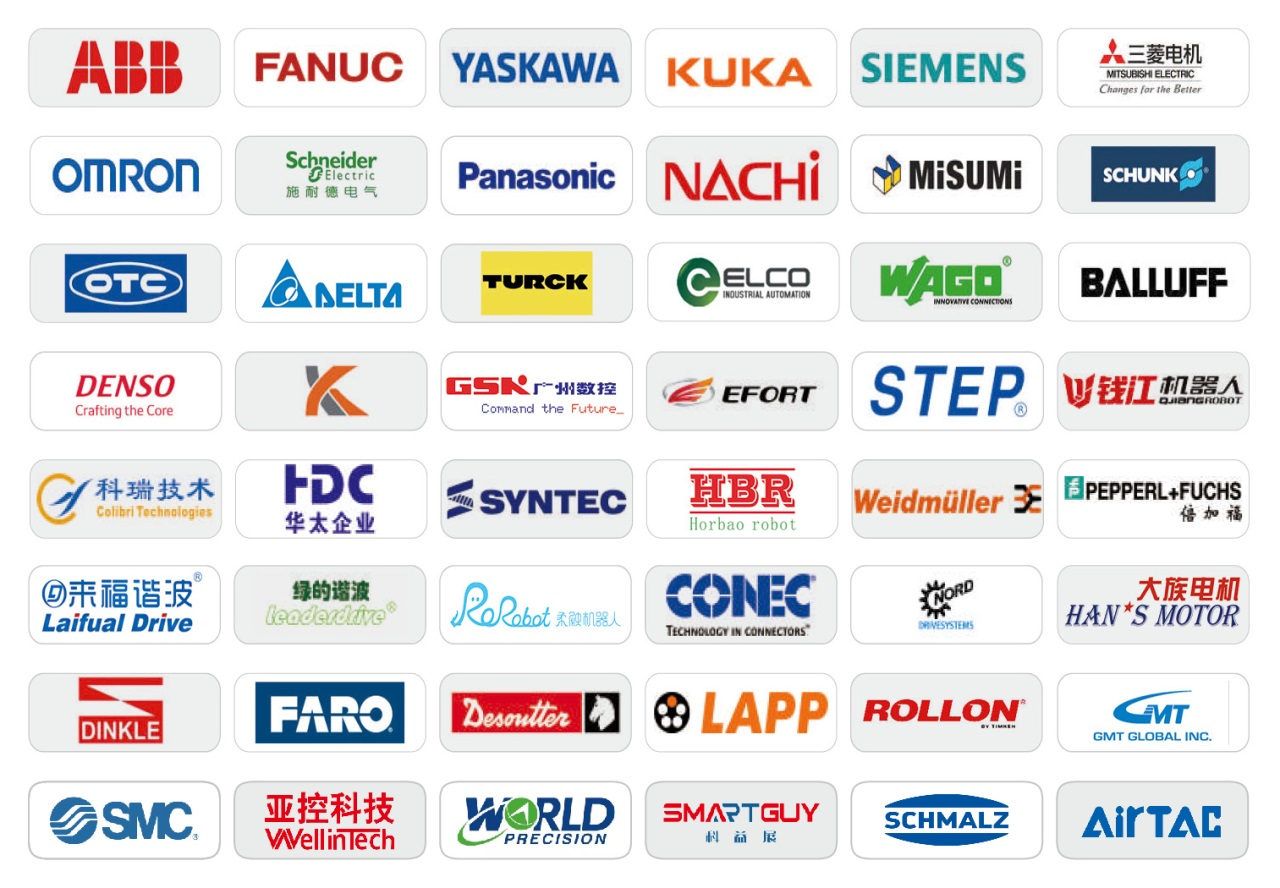 ABB
FANUC
YASKAWA
KUKA
SIEMENS
三菱电机
MITSUBISHI ELECTRIC
Changes for the Better
OMRON
Schneider
Electric
施耐德电气
Panasonic
NACHi
MiSUMi
SCHUNK ®
OTC
DELTA
TURCK
ELCO
INDUSTRIAL AUTOMATION
WAGO ®
INNOVATIVE CONNECTIONS
BALLUFF
DENSO
Crafting the Core
K
GSK 广州数控
Command the Future_
EFORT
STEP ®
钱江机器人
QJIANG ROBOT
科瑞技术
Colibri Technologies
HDC
华太企业
SYNTEC
HBR
Horbao robot
Weidmüller
PEPPERL+FUCHS
倍加福
来福谐波 ®
Laifual Drive
绿的谐波
leaderdrive ®
RoRobot 柔触机器人
CONEC ®
TECHNOLOGY IN CONNECTORS
NORD
DRIVESYSTEMS
大族电机
HAN★S MOTOR
DINKLE
FARO
Desoutter
LAPP
ROLLON ®
BY TIMKEN
GMT
GMT GLOBAL INC.
SMC
亚控科技
WellinTech
WORLD
PRECISION
SMARTGUY
科益展
SCHMALZ
AirTAC